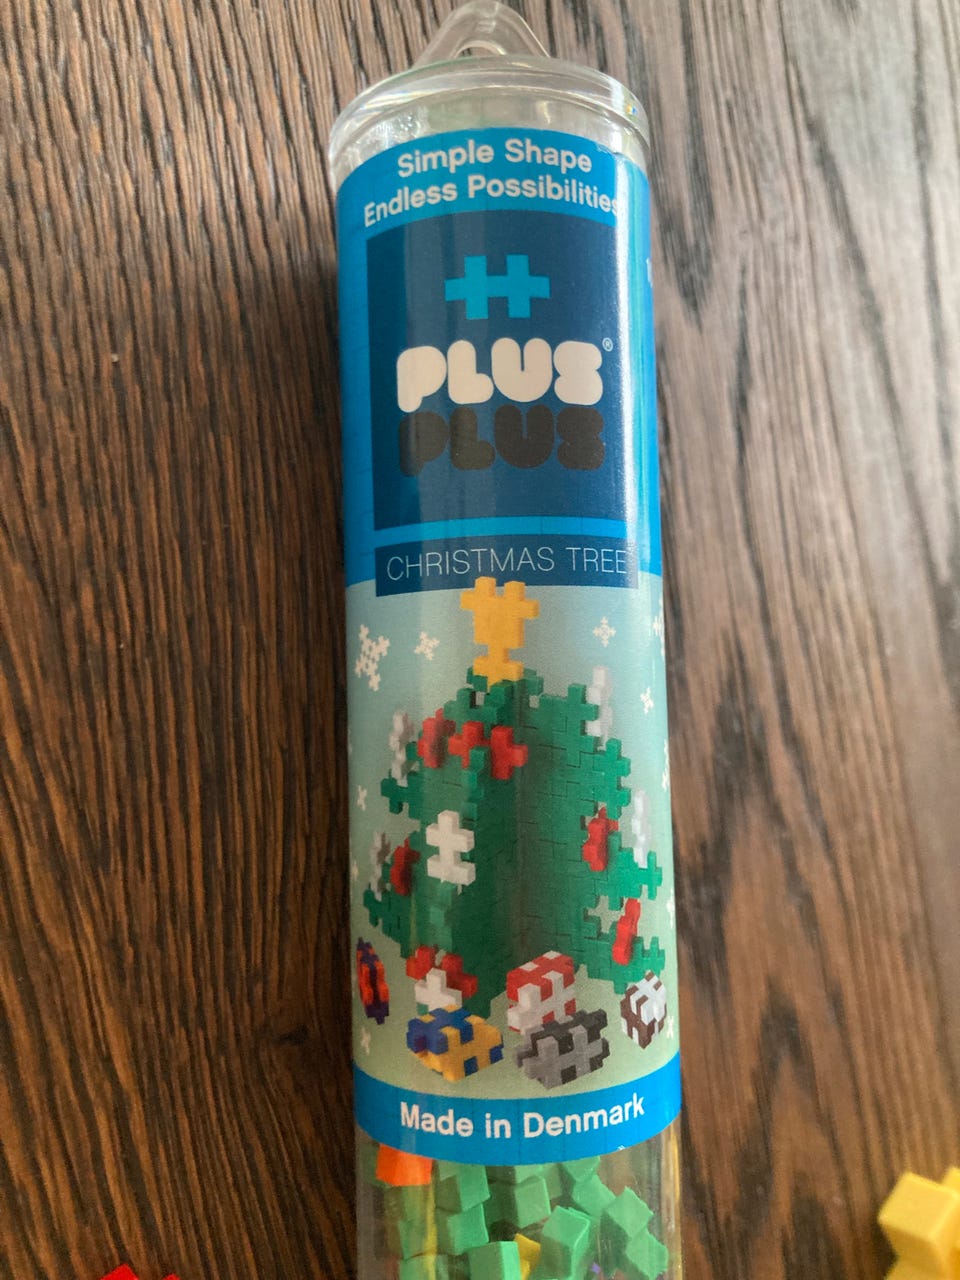 Simple Shape
Endless Possibilities
PLUS®
PLUS
CHRISTMAS TREE
Made in Denmark